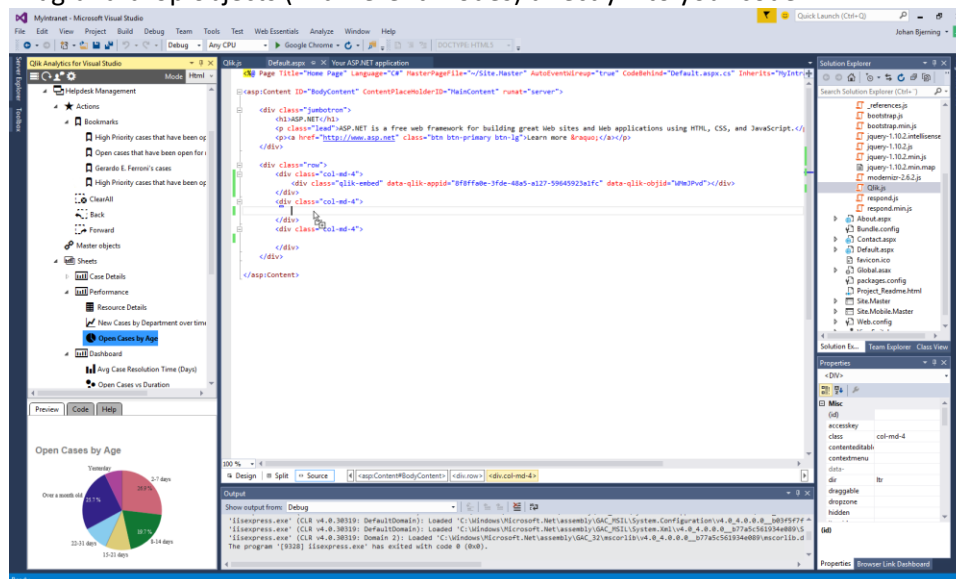 MyIntranet - Microsoft Visual Studio
Quick Launch (Ctrl+Q)
File Edit View Project Build Debug Team Tools Test Web Essentials Analyze Window Help
Johan Bjerning
Debug Any CPU Google Chrome DOCTYPE: HTML5
Server Explorer
Toolbox
Qlik Analytics for Visual Studio
Mode Html
Helpdesk Management
Actions
Bookmarks
High Priority cases that have been op
Open cases that have been open for
Gerardo E. Ferroni's cases
High Priority cases that have been op
ClearAll
Back
Forward
Master objects
Sheets
Case Details
Performance
Resource Details
New Cases by Department over time
Open Cases by Age
Dashboard
Avg Case Resolution Time (Days)
Open Cases vs Duration
Preview Code Help
Open Cases by Age
Yesterday
2-7 days
Over a month old
8-14 days
22-31 days
15-21 days
Qlik.js Default.aspx Your ASP.NET application
<%@ Page Title="Home Page" Language="C#" MasterPageFile="~/Site.Master" AutoEventWireup="true" CodeBehind="Default.aspx.cs" Inherits="MyIntr
<asp:Content ID="BodyContent" ContentPlaceHolderID="MainContent" runat="server">
<div class="jumbotron">
<h1>ASP.NET</h1>
<p class="lead">ASP.NET is a free web framework for building great Web sites and Web applications using HTML, CSS, and JavaScript.</
<p><a href="http://www.asp.net" class="btn btn-primary btn-lg">Learn more &raquo;</a></p>
</div>
<div class="row">
<div class="col-md-4">
<div class="qlik-embed" data-qlik-appid="8f8ffa0e-3fde-48a5-a127-59645923a1fc" data-qlik-objid="WHmJPvd"></div>
</div>
<div class="col-md-4">
</div>
<div class="col-md-4">
</div>
</div>
</asp:Content>
100 %
Design Split Source <asp:Content#BodyContent> <div.row> <div.col-md-4>
Output
Show output from: Debug
'iisexpress.exe' (CLR v4.0.30319: DefaultDomain): Loaded 'C:\Windows\Microsoft.Net\assembly\GAC_MSIL\System.Configuration\v4.0_4.0.0.0__b03f5f7f
'iisexpress.exe' (CLR v4.0.30319: DefaultDomain): Loaded 'C:\Windows\Microsoft.Net\assembly\GAC_MSIL\System.Xml\v4.0_4.0.0.0__b77a5c561934e089\S
'iisexpress.exe' (CLR v4.0.30319: Domain 2): Loaded 'C:\Windows\Microsoft.Net\assembly\GAC_32\mscorlib\v4.0_4.0.0.0__b77a5c561934e089\mscorlib.d
The program '[9328] iisexpress.exe' has exited with code 0 (0x0).
Solution Explorer
Search Solution Explorer (Ctrl+¨)
_references.js
bootstrap.js
bootstrap.min.js
jquery-1.10.2.intellisense
jquery-1.10.2.js
jquery-1.10.2.min.js
jquery-1.10.2.min.map
modernizr-2.6.2.js
Qlik.js
respond.js
respond.min.js
About.aspx
Bundle.config
Contact.aspx
Default.aspx
favicon.ico
Global.asax
packages.config
Project_Readme.html
Site.Master
Site.Mobile.Master
Web.config
Solution Ex... Team Explorer Class View
Properties
<DIV>
Misc
(id)
accesskey
class col-md-4
contenteditable
contextmenu
data-
dir ltr
draggable
dropzone
hidden
(id)
Properties Browser Link Dashboard